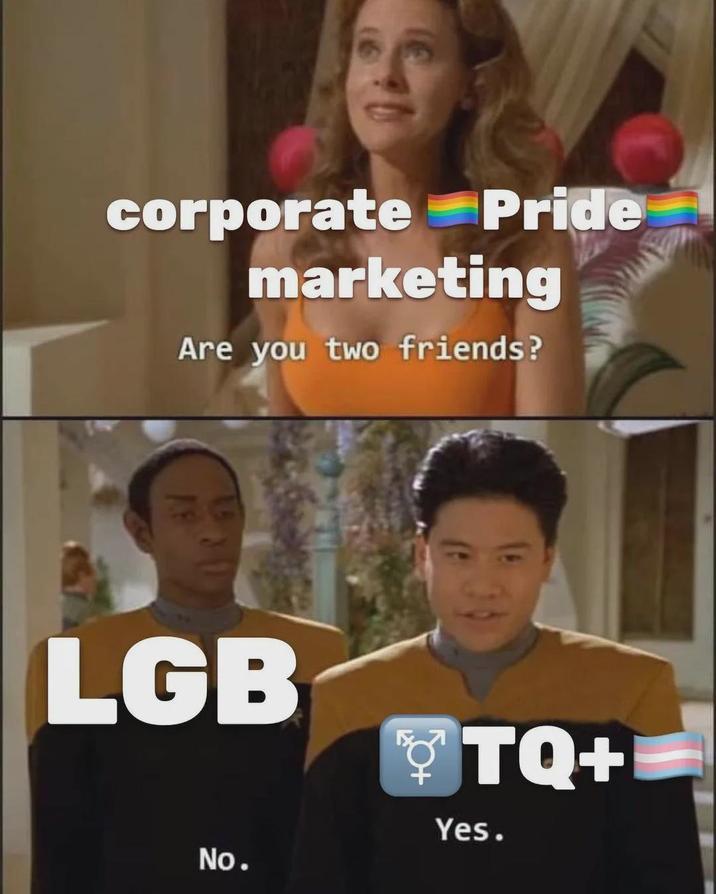 corporate 🏳️‍🌈Pride🏳️‍🌈
marketing
Are you two friends?
LGB
⚧TQ+🏳️‍⚧️
Yes.
No.